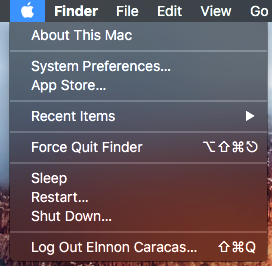 Finder File Edit View Go
About This Mac
System Preferences...
App Store...
Recent Items
Force Quit Finder ⌥⇧⌘⎋
Sleep
Restart...
Shut Down...
Log Out EInnon Caracas... ⇧⌘Q